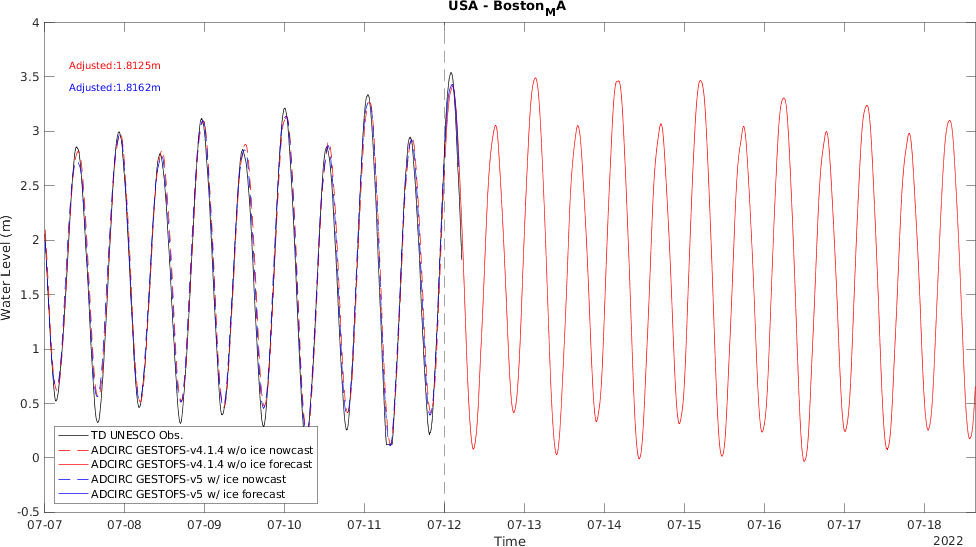 USA - Boston_MA
4
Adjusted:1.8125m
3.5
Adjusted:1.8162m
3
2.5
2
Water Level (m)
1.5
1
0.5
TD UNESCO Obs.
ADCIRC GESTOFS-v4.1.4 w/o ice nowcast
0
ADCIRC GESTOFS-v4.1.4 w/o ice forecast
ADCIRC GESTOFS-v5 w/ ice nowcast
ADCIRC GESTOFS-v5 w/ ice forecast
-0.5
07-07 07-08 07-09 07-10 07-11 07-12 07-13 07-14 07-15 07-16 07-17 07-18
Time
2022